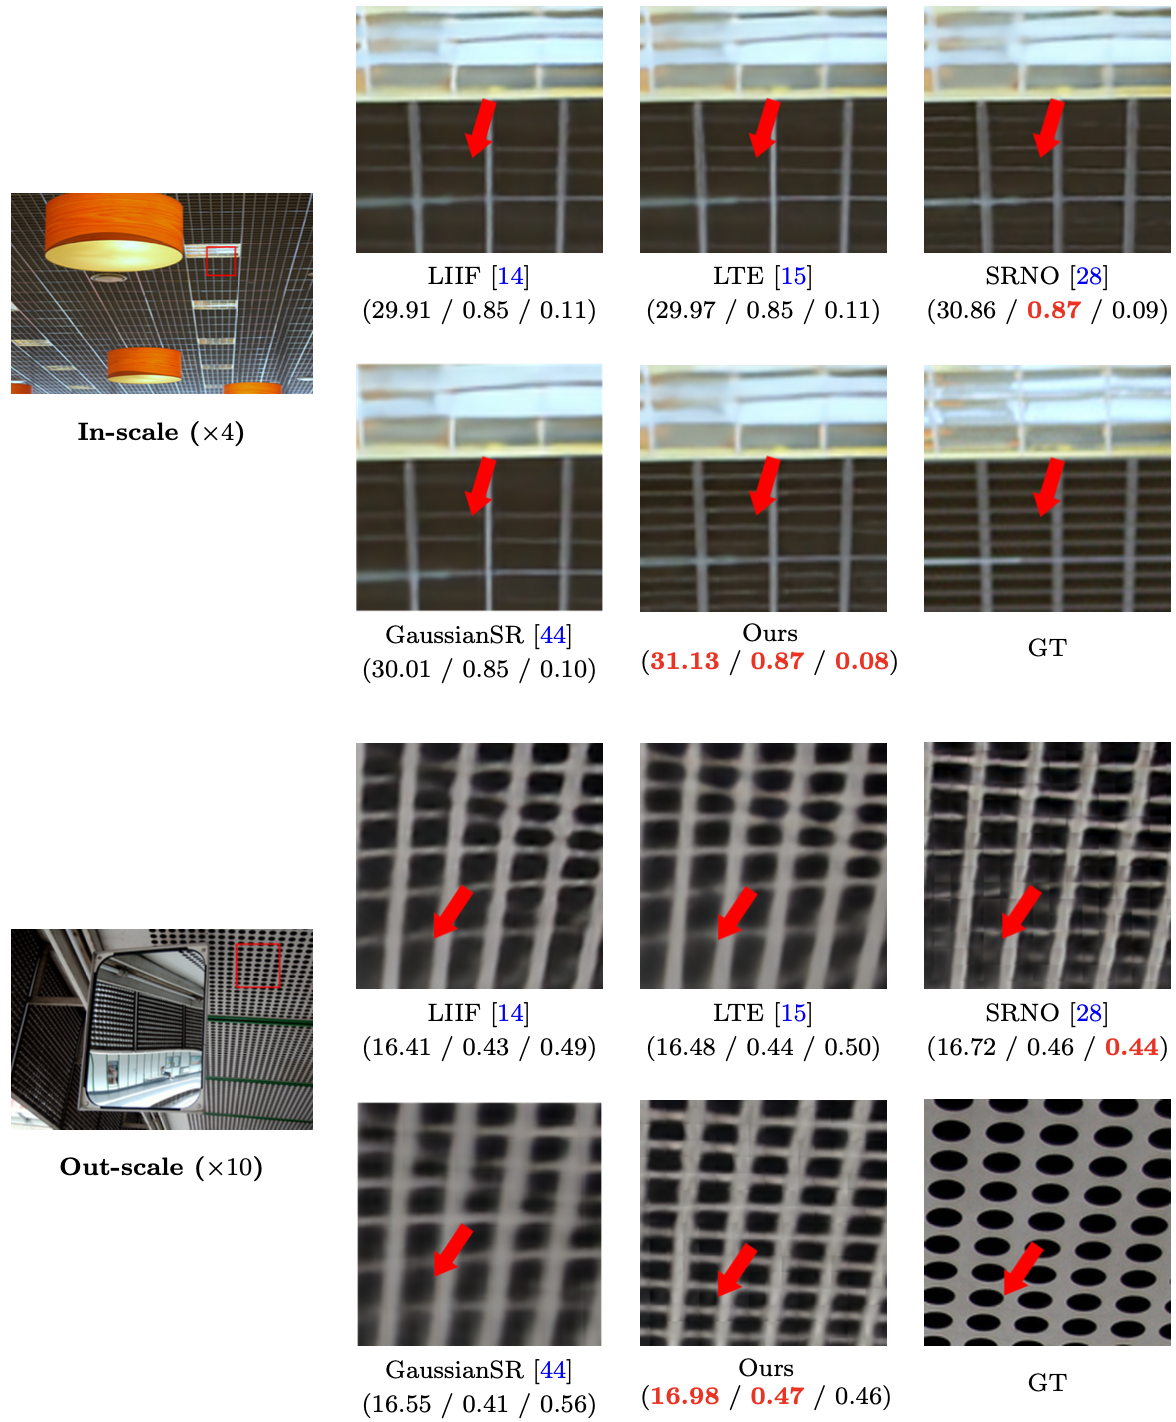 LIIF [14]
(29.91 / 0.85 / 0.11)
LTE [15]
(29.97 / 0.85 / 0.11)
SRNO [28]
(30.86 / 0.87 / 0.09)
In-scale (×4)
GaussianSR [44]
(30.01 / 0.85 / 0.10)
Ours
(31.13 / 0.87 / 0.08)
GT
LIIF [14]
(16.41 / 0.43 / 0.49)
LTE [15]
(16.48 / 0.44 / 0.50)
SRNO [28]
(16.72 / 0.46 / 0.44)
Out-scale (×10)
GaussianSR [44]
(16.55 / 0.41 / 0.56)
Ours
(16.98 / 0.47 / 0.46)
GT